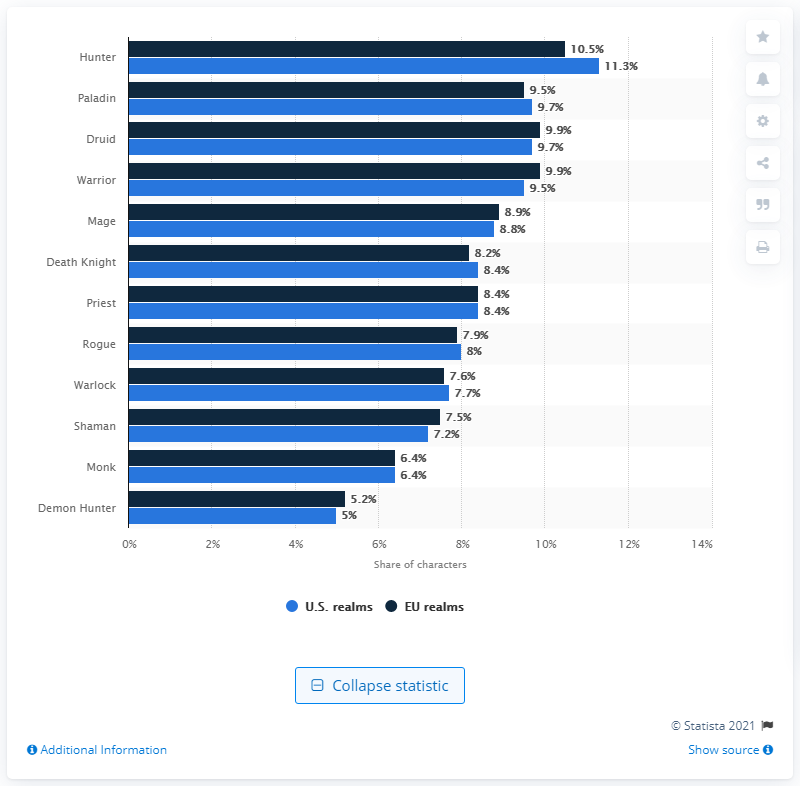 Hunter
10.5%
11.3%
Paladin
9.5%
9.7%
Druid
9.9%
9.7%
Warrior
9.9%
9.5%
Mage
8.9%
8.8%
Death Knight
8.2%
8.4%
Priest
8.4%
8.4%
Rogue
7.9%
8%
Warlock
7.6%
7.7%
Shaman
7.5%
7.2%
Monk
6.4%
6.4%
Demon Hunter
5.2%
5%
0% 2% 4% 6% 8% 10% 12% 14%
Share of characters
U.S. realms EU realms
Collapse statistic
© Statista 2021
Additional Information Show source